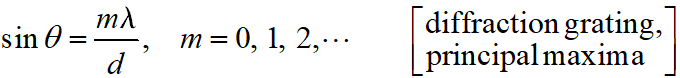 sin θ = mλ/d, m = 0, 1, 2,⋯ [diffraction grating,
principal maxima]